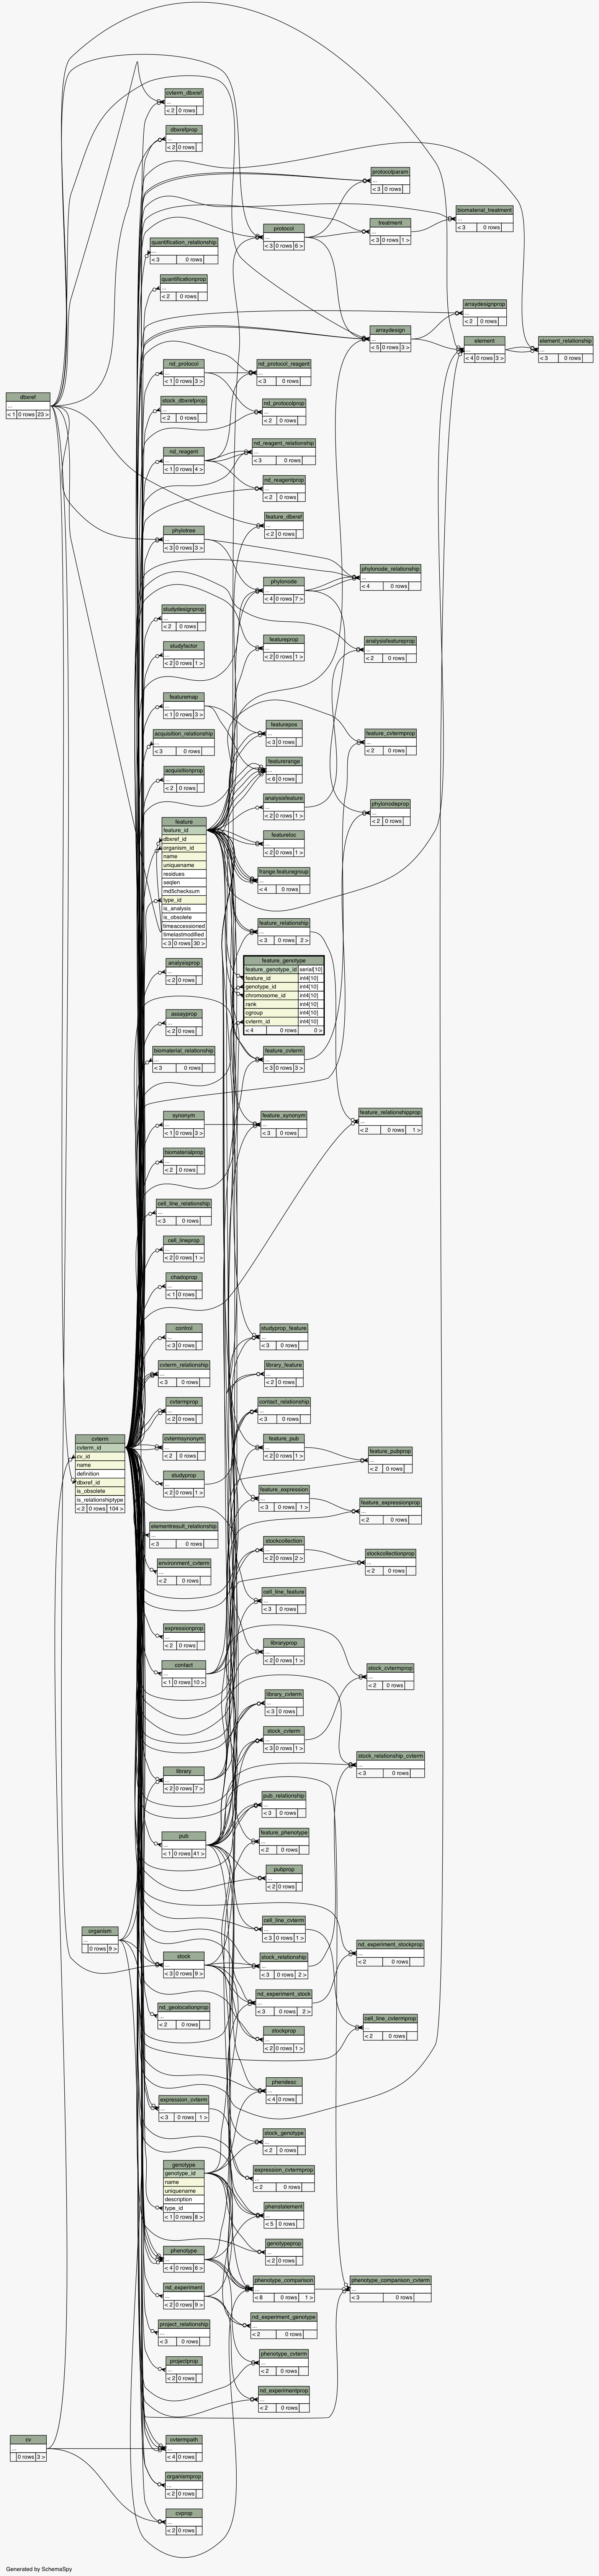 cvterm_dbxref
...
< 2 0 rows
dbxrefprop
...
< 2 0 rows
protocolparam
...
< 3 0 rows
biomaterial_treatment
...
< 3 0 rows
treatment
...
< 3 0 rows 1 >
protocol
...
< 3 0 rows 6 >
quantification_relationship
...
< 3 0 rows
quantificationprop
...
< 2 0 rows
arraydesignprop
...
< 2 0 rows
arraydesign
...
< 5 0 rows 3 >
element
...
< 4 0 rows 3 >
element_relationship
...
< 3 0 rows
nd_protocol
...
< 1 0 rows 3 >
nd_protocol_reagent
...
< 3 0 rows
dbxref
...
< 1 0 rows 23 >
stock_dbxrefprop
...
< 2 0 rows
nd_protocolprop
...
< 2 0 rows
nd_reagent_relationship
...
< 3 0 rows
nd_reagent
...
< 1 0 rows 4 >
nd_reagentprop
...
< 2 0 rows
feature_dbxref
...
< 2 0 rows
phylotree
...
< 3 0 rows 3 >
phylonode_relationship
...
< 4 0 rows
phylonode
...
< 4 0 rows 7 >
studydesignprop
...
< 2 0 rows
featureprop
...
< 2 0 rows 1 >
analysisfeatureprop
...
< 2 0 rows
studyfactor
...
< 2 0 rows 1 >
featuremap
...
< 1 0 rows 3 >
featurepos
...
< 3 0 rows
acquisition_relationship
...
< 3 0 rows
feature_cvtermprop
...
< 2 0 rows
featurerange
...
< 6 0 rows
acquisitionprop
...
< 2 0 rows
analysisfeature
...
< 2 0 rows 1 >
phylonodeprop
...
< 2 0 rows
feature
feature_id
dbxref_id
organism_id
name
uniquename
residues
seqlen
md5checksum
type_id
is_analysis
is_obsolete
timeaccessioned
timelastmodified
< 3 0 rows 30 >
featureloc
...
< 2 0 rows 1 >
frange.featuregroup
...
< 4 0 rows
feature_relationship
...
< 3 0 rows 2 >
feature_genotype
feature_genotype_id serial[10]
feature_id int4[10]
genotype_id int4[10]
chromosome_id int4[10]
rank int4[10]
cgroup int4[10]
cvterm_id int4[10]
< 4 0 rows 0 >
analysisprop
...
< 2 0 rows
assayprop
...
< 2 0 rows
biomaterial_relationship
...
< 3 0 rows
feature_cvterm
...
< 3 0 rows 3 >
synonym
...
< 1 0 rows 3 >
feature_synonym
...
< 3 0 rows
feature_relationshipprop
...
< 2 0 rows 1 >
biomaterialprop
...
< 2 0 rows
cell_line_relationship
...
< 3 0 rows
cell_lineprop
...
< 2 0 rows 1 >
chadoprop
...
< 1 0 rows
control
...
< 3 0 rows
studyprop_feature
...
< 3 0 rows
cvterm_relationship
...
< 3 0 rows
library_feature
...
< 2 0 rows
cvtermprop
...
< 2 0 rows
contact_relationship
...
< 3 0 rows
cvterm
cvterm_id
cv_id
name
definition
dbxref_id
is_obsolete
is_relationshiptype
< 2 0 rows 104 >
cvtermsynonym
...
< 2 0 rows
feature_pub
...
< 2 0 rows 1 >
feature_pubprop
...
< 2 0 rows
studyprop
...
< 2 0 rows 1 >
feature_expression
...
< 3 0 rows 1 >
feature_expressionprop
...
< 2 0 rows
elementresult_relationship
...
< 3 0 rows
stockcollection
...
< 2 0 rows 2 >
stockcollectionprop
...
< 2 0 rows
environment_cvterm
...
< 2 0 rows
cell_line_feature
...
< 3 0 rows
expressionprop
...
< 2 0 rows
libraryprop
...
< 2 0 rows 1 >
contact
...
< 1 0 rows 10 >
stock_cvtermprop
...
< 2 0 rows
library_cvterm
...
< 3 0 rows
stock_cvterm
...
< 3 0 rows 1 >
stock_relationship_cvterm
...
< 3 0 rows
library
...
< 2 0 rows 7 >
pub_relationship
...
< 3 0 rows
pub
...
< 1 0 rows 41 >
feature_phenotype
...
< 2 0 rows
pubprop
...
< 2 0 rows
organism
...
0 rows 9 >
cell_line_cvterm
...
< 3 0 rows 1 >
nd_experiment_stockprop
...
< 2 0 rows
stock
...
< 3 0 rows 9 >
stock_relationship
...
< 3 0 rows 2 >
nd_experiment_stock
...
< 3 0 rows 2 >
nd_geolocationprop
...
< 2 0 rows
cell_line_cvtermprop
...
< 2 0 rows
stockprop
...
< 2 0 rows 1 >
phendesc
...
< 4 0 rows
expression_cvterm
...
< 3 0 rows 1 >
stock_genotype
...
< 2 0 rows
genotype
genotype_id
name
uniquename
description
type_id
< 1 0 rows 8 >
expression_cvtermprop
...
< 2 0 rows
phenstatement
...
< 5 0 rows
genotypeprop
...
< 2 0 rows
phenotype
...
< 4 0 rows 6 >
nd_experiment
...
< 2 0 rows 9 >
phenotype_comparison
...
< 8 0 rows 1 >
phenotype_comparison_cvterm
...
< 3 0 rows
project_relationship
...
< 3 0 rows
nd_experiment_genotype
...
< 2 0 rows
projectprop
...
< 2 0 rows
phenotype_cvterm
...
< 2 0 rows
nd_experimentprop
...
< 2 0 rows
cv
...
0 rows 3 >
cvtermpath
...
< 4 0 rows
organismprop
...
< 2 0 rows
cvprop
...
< 2 0 rows
Generated by SchemaSpy